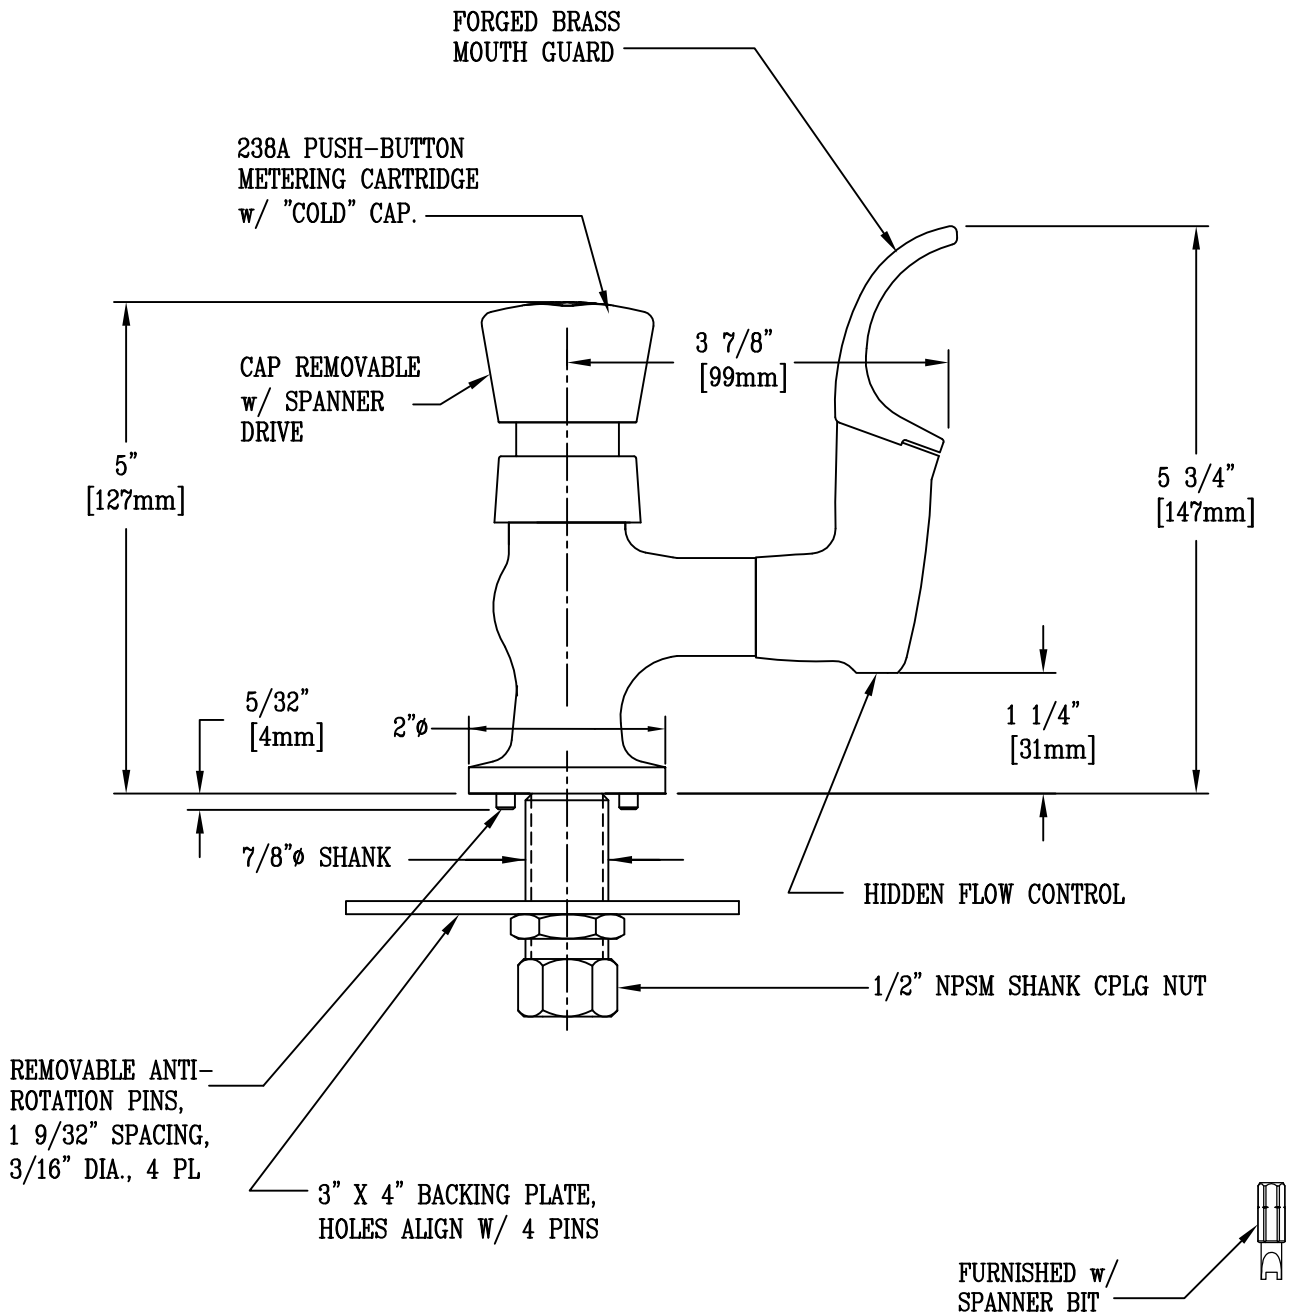 FORGED BRASS
MOUTH GUARD
238A PUSH-BUTTON
METERING CARTRIDGE
w/ "COLD" CAP.
3 7/8"
[99mm]
CAP REMOVABLE
w/ SPANNER
DRIVE
5"
[127mm]
5 3/4"
[147mm]
5/32"
[4mm]
2"ø
1 1/4"
[31mm]
7/8"ø SHANK
HIDDEN FLOW CONTROL
1/2" NPSM SHANK CPLG NUT
REMOVABLE ANTI-
ROTATION PINS,
1 9/32" SPACING,
3/16" DIA., 4 PL
3" X 4" BACKING PLATE,
HOLES ALIGN W/ 4 PINS
FURNISHED w/
SPANNER BIT